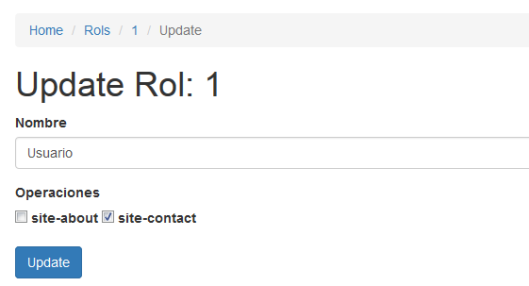 Home / Rols / 1 / Update
Update Rol: 1
Nombre
Usuario
Operaciones
site-about site-contact
Update